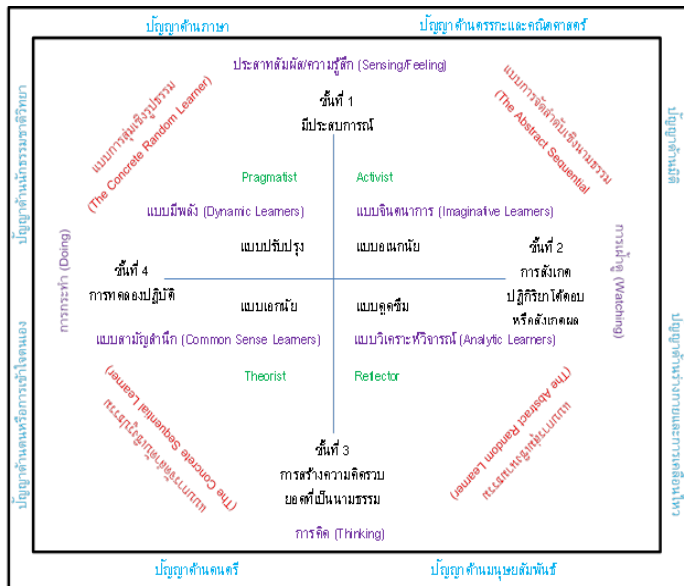 ปัญญาด้านภาษา
ปัญญาด้านตรรกะและคณิตศาสตร์
ประสาทสัมผัส/ความรู้สึก (Sensing/Feeling)
ขั้นที่ 1
มีประสบการณ์
แบบการสุ่มเชิงรูปธรรม
(The Concrete Random Learner)
แบบการจัดลำดับเชิงนามธรรม
(The Abstract Sequential
ปัญญาด้านนักธรรมชาติวิทยา
ปัญญาด้านมิติ
Pragmatist
Activist
แบบมีพลัง (Dynamic Learners)
แบบจินตนาการ (Imaginative Learners)
แบบปรับปรุง
แบบอเนกนัย
การกระทำ (Doing)
ขั้นที่ 4
การทดลองปฏิบัติ
ขั้นที่ 2
การสังเกต
ปฏิกิริยาโต้ตอบ
หรือสังเกตผล
การเฝ้าดู (Watching)
แบบเอกนัย
แบบดูดซึม
แบบสามัญสำนึก (Common Sense Learners)
แบบวิเคราะห์วิจารณ์ (Analytic Learners)
Theorist
Reflector
ปัญญาด้านตนหรือการเข้าใจตนเอง
ปัญญาด้านร่างกายและการเคลื่อนไหว
แบบการจัดลำดับเชิงรูปธรรม
(The Concrete Sequential Learner)
แบบการสุ่มเชิงนามธรรม
(The Abstract Random Learner)
ขั้นที่ 3
การสร้างความคิดรวบ
ยอดที่เป็นนามธรรม
การคิด (Thinking)
ปัญญาด้านดนตรี
ปัญญาด้านมนุษยสัมพันธ์